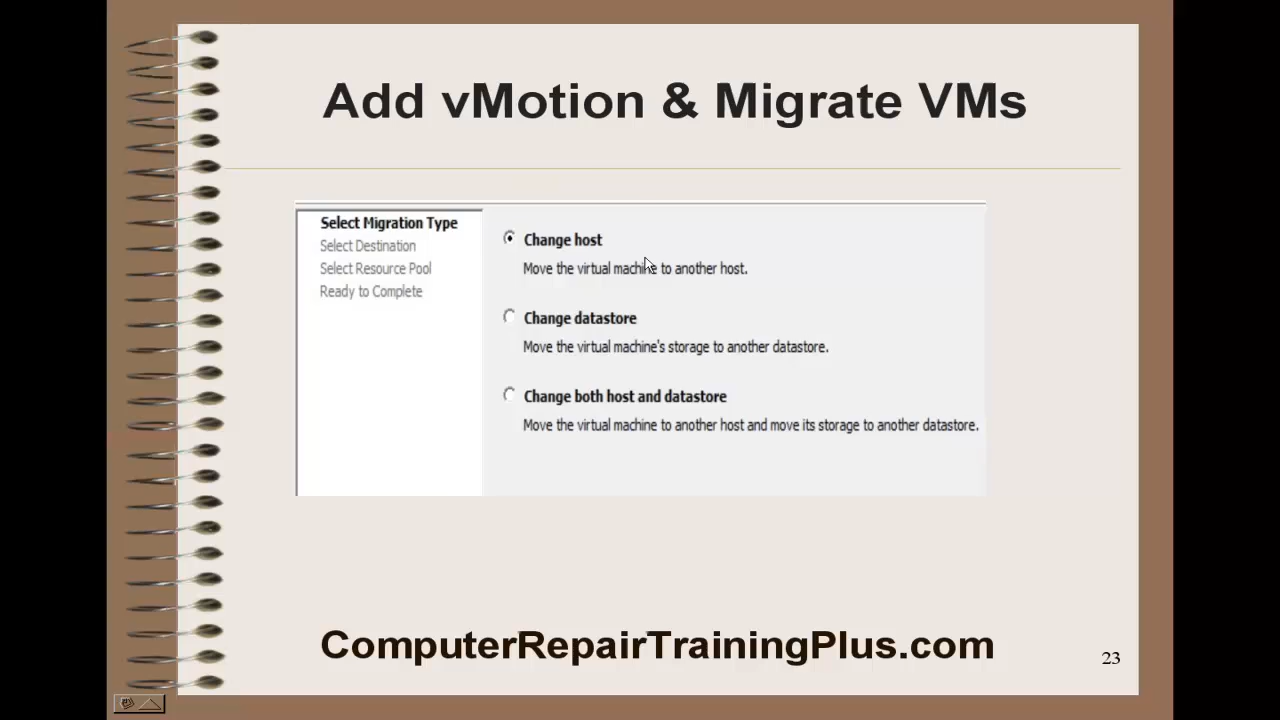 Add vMotion & Migrate VMs
Select Migration Type
Select Destination
Select Resource Pool
Ready to Complete
Change host
Move the virtual machine to another host.
Change datastore
Move the virtual machine's storage to another datastore.
Change both host and datastore
Move the virtual machine to another host and move its storage to another datastore.
ComputerRepairTrainingPlus.com
23